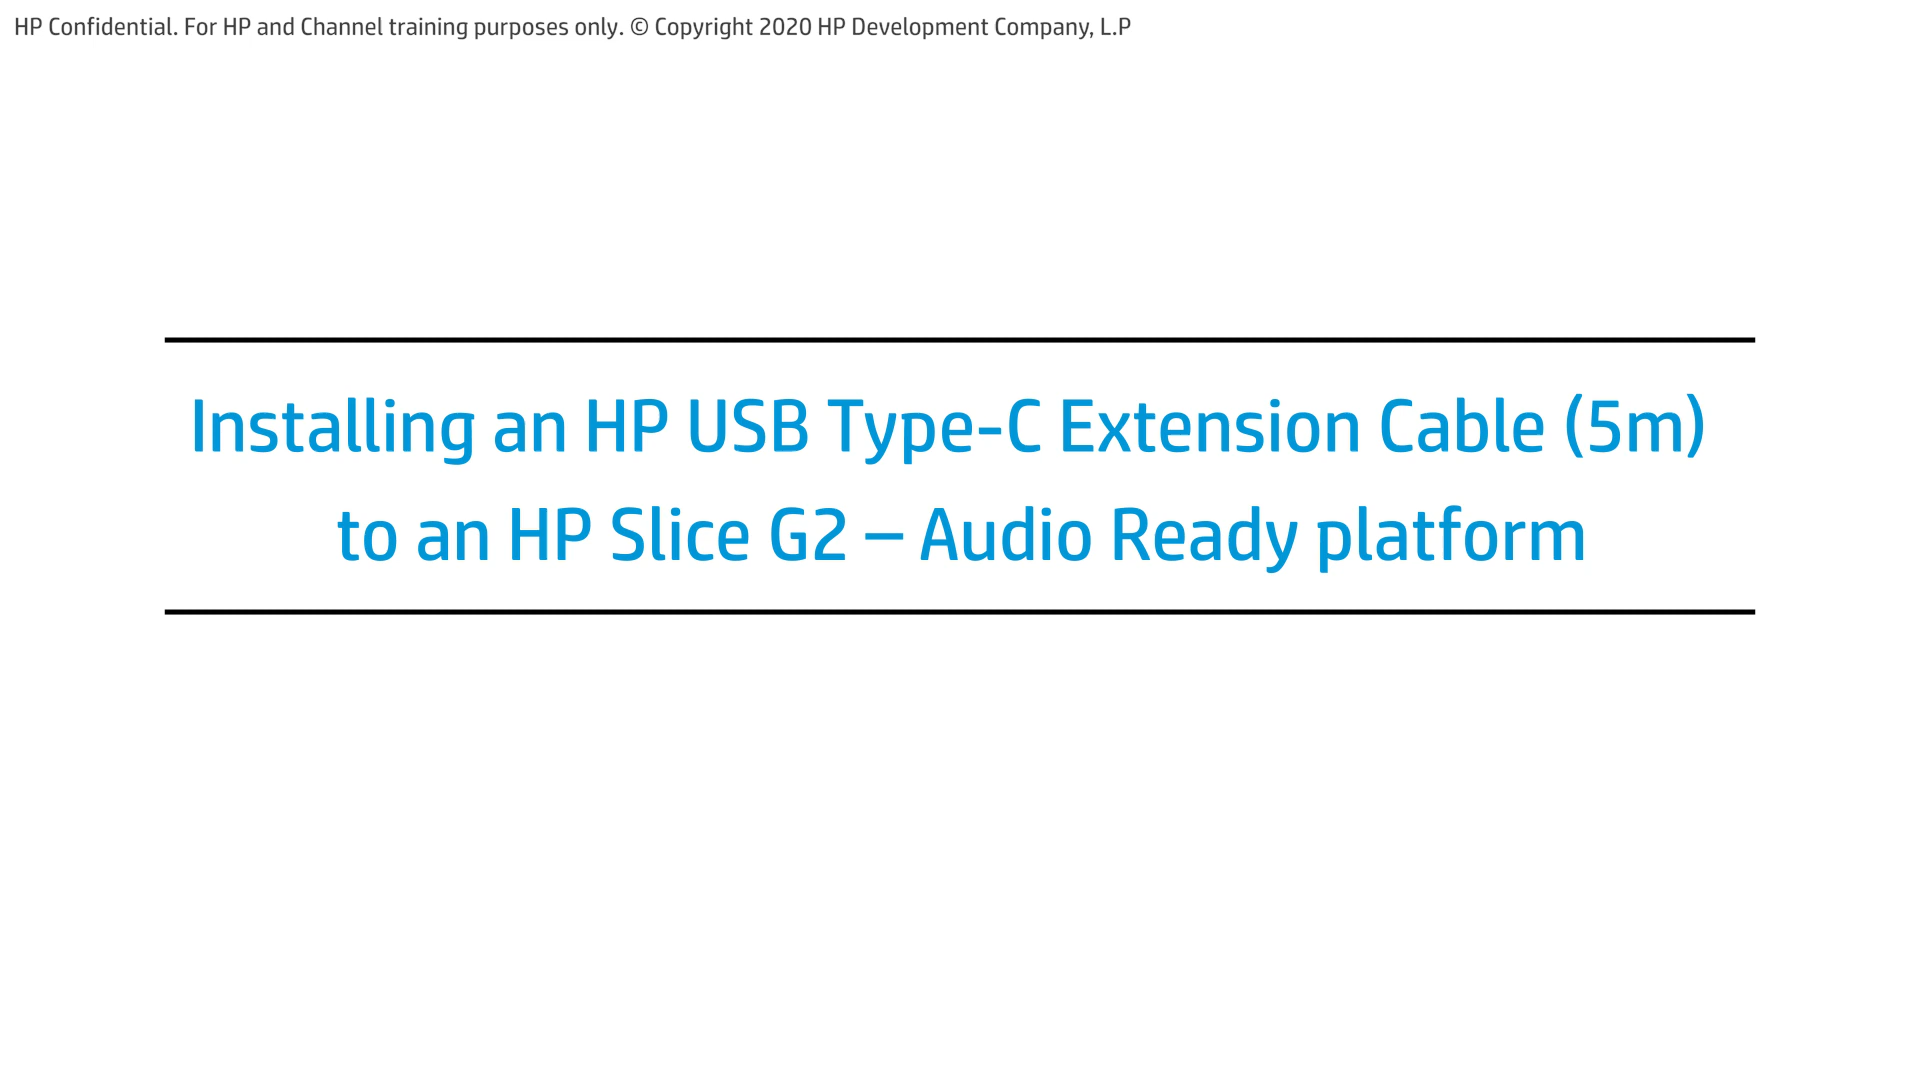 HP Confidential. For HP and Channel training purposes only. © Copyright 2020 HP Development Company, L.P
Installing an HP USB Type-C Extension Cable (5m)
to an HP Slice G2 – Audio Ready platform